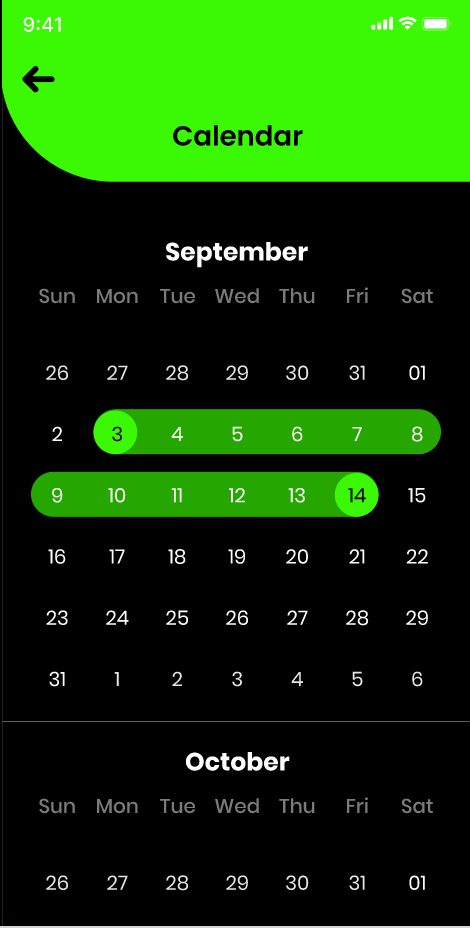 9:41
Calendar
September
Sun Mon Tue Wed Thu Fri Sat
26 27 28 29 30 31 01
2 3 4 5 6 7 8
9 10 11 12 13 14 15
16 17 18 19 20 21 22
23 24 25 26 27 28 29
31 1 2 3 4 5 6
October
Sun Mon Tue Wed Thu Fri Sat
26 27 28 29 30 31 01